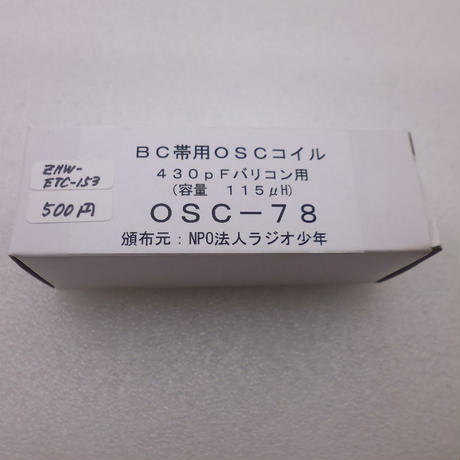 BC帯用OSCコイル
430pFバリコン用
(容量 115μH)
OSC－78
頒布元：NPO法人ラジオ少年
ZHW-
ETC-153
500円